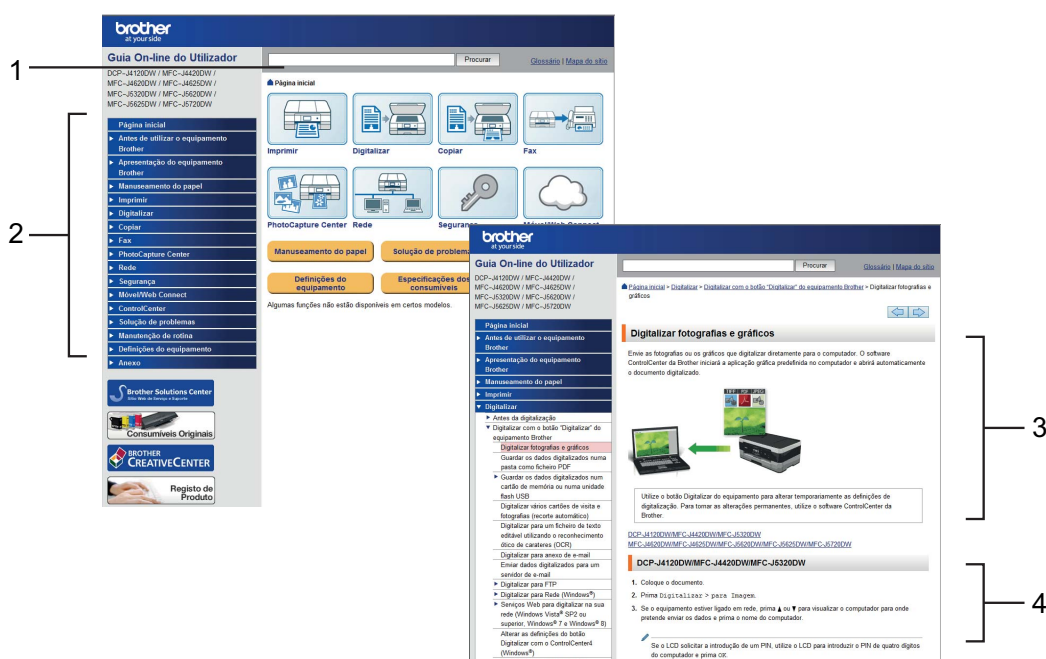 brother
at your side
Guia On-line do Utilizador
DCP-J4120DW / MFC-J4420DW /
MFC-J4620DW / MFC-J4625DW /
MFC-J5320DW / MFC-J5620DW /
MFC-J5625DW / MFC-J5720DW
1
Procurar
Glossário | Mapa do sítio
Página inicial
2
Página inicial
Antes de utilizar o equipamento
Brother
Apresentação do equipamento
Brother
Manuseamento do papel
Imprimir
Digitalizar
Copiar
Fax
PhotoCapture Center
Rede
Segurança
Móvel/Web Connect
ControlCenter
Solução de problemas
Manutenção de rotina
Definições do equipamento
Anexo
Brother Solutions Center
Sítio Web de Serviço e Suporte
Consumíveis Originais
BROTHER
CREATIVECENTER
Registo de
Produto
Imprimir
Digitalizar
Copiar
Fax
PhotoCapture Center
Rede
Segurança
Móvel/Web Connect
Manuseamento do papel
Solução de problema
Definições do
equipamento
Especificações dos
consumíveis
Algumas funções não estão disponíveis em certos modelos.
brother
at your side
Guia On-line do Utilizador
DCP-J4120DW / MFC-J4420DW /
MFC-J4620DW / MFC-J4625DW /
MFC-J5320DW / MFC-J5620DW /
MFC-J5625DW / MFC-J5720DW
Procurar
Glossário | Mapa do sítio
Página inicial
Antes de utilizar o equipamento
Brother
Apresentação do equipamento
Brother
Manuseamento do papel
Imprimir
Digitalizar
Antes da digitalização
Digitalizar com o botão "Digitalizar" do
equipamento Brother
Digitalizar fotografias e gráficos
Guardar os dados digitalizados numa
pasta como ficheiro PDF
Guardar os dados digitalizados num
cartão de memória ou numa unidade
flash USB
Digitalizar vários cartões de visita e
fotografias (recorte automático)
Digitalizar para um ficheiro de texto
editável utilizando o reconhecimento
ótico de carateres (OCR)
Digitalizar para anexo de e-mail
Enviar dados digitalizados para um
servidor de e-mail
Digitalizar para FTP
Digitalizar para Rede (Windows®)
Serviços Web para digitalizar na sua
rede (Windows Vista® SP2 ou
superior, Windows® 7 e Windows® 8)
Alterar as definições do botão
Digitalizar com o ControlCenter4
(Windows®)
Página inicial > Digitalizar > Digitalizar com o botão "Digitalizar" do equipamento Brother > Digitalizar fotografias e
gráficos
Digitalizar fotografias e gráficos
Envie as fotografias ou os gráficos que digitalizar diretamente para o computador. O software
ControlCenter da Brother iniciará a aplicação gráfica predefinida no computador e abrirá automaticamente
o documento digitalizado.
TIFF PDF JPEG
3
Utilize o botão Digitalizar do equipamento para alterar temporariamente as definições de
digitalização. Para tornar as alterações permanentes, utilize o software ControlCenter da
Brother.
DCP-J4120DW/MFC-J4420DW/MFC-J5320DW
MFC-J4620DW/MFC-J4625DW/MFC-J5620DW/MFC-J5625DW/MFC-J5720DW
DCP-J4120DW/MFC-J4420DW/MFC-J5320DW
1. Coloque o documento.
2. Prima Digitalizar > para Imagem.
3. Se o equipamento estiver ligado em rede, prima ▲ ou ▼ para visualizar o computador para onde
pretende enviar os dados e prima o nome do computador.
4
Se o LCD solicitar a introdução de um PIN, utilize o LCD para introduzir o PIN de quatro dígitos
do computador e prima OK.